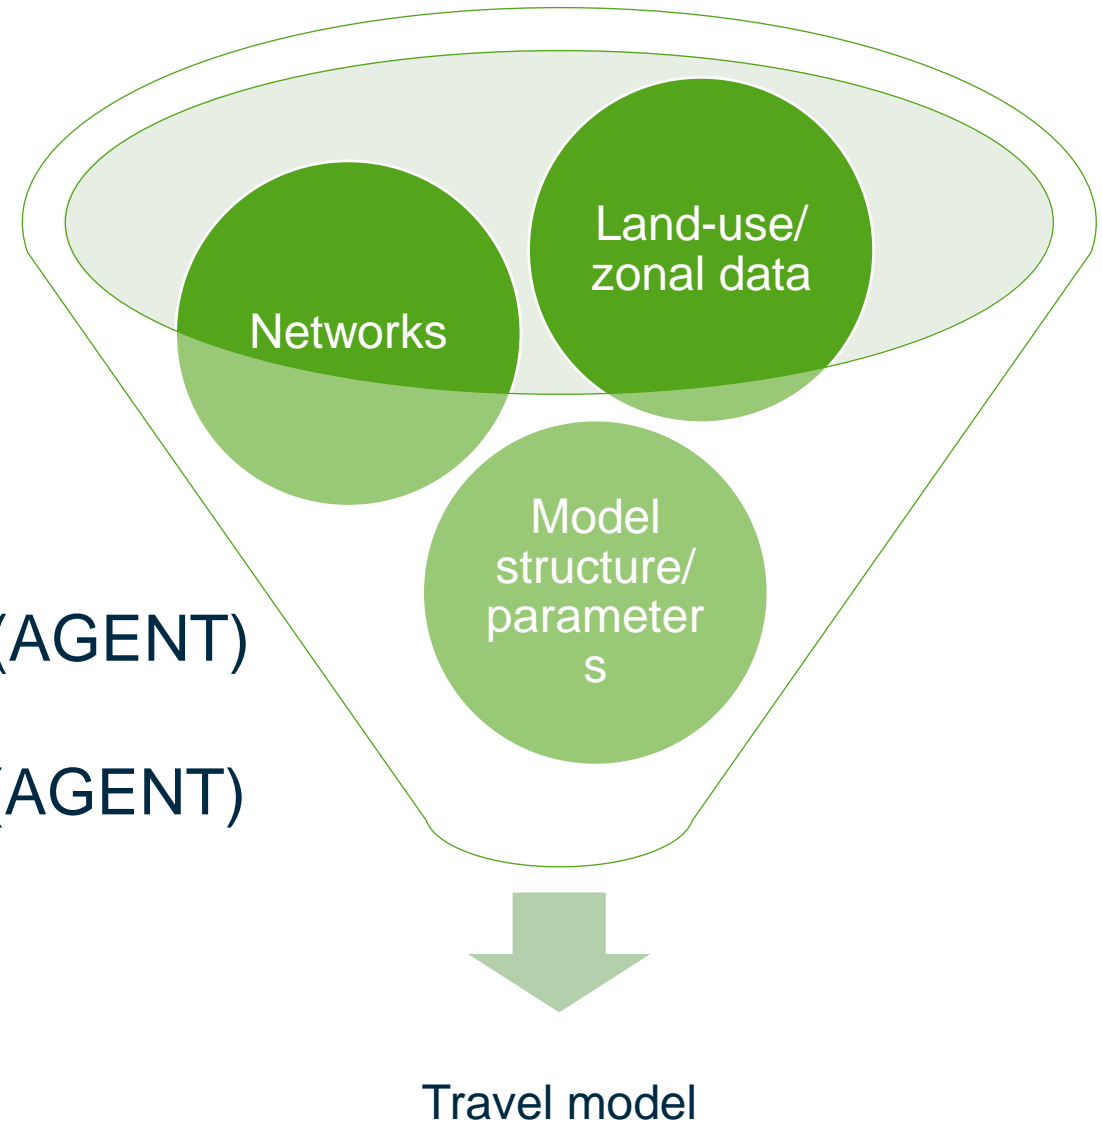 Land-use/
zonal data
Networks
Model
structure/
parameter
s
(AGENT)
(AGENT)
Travel model